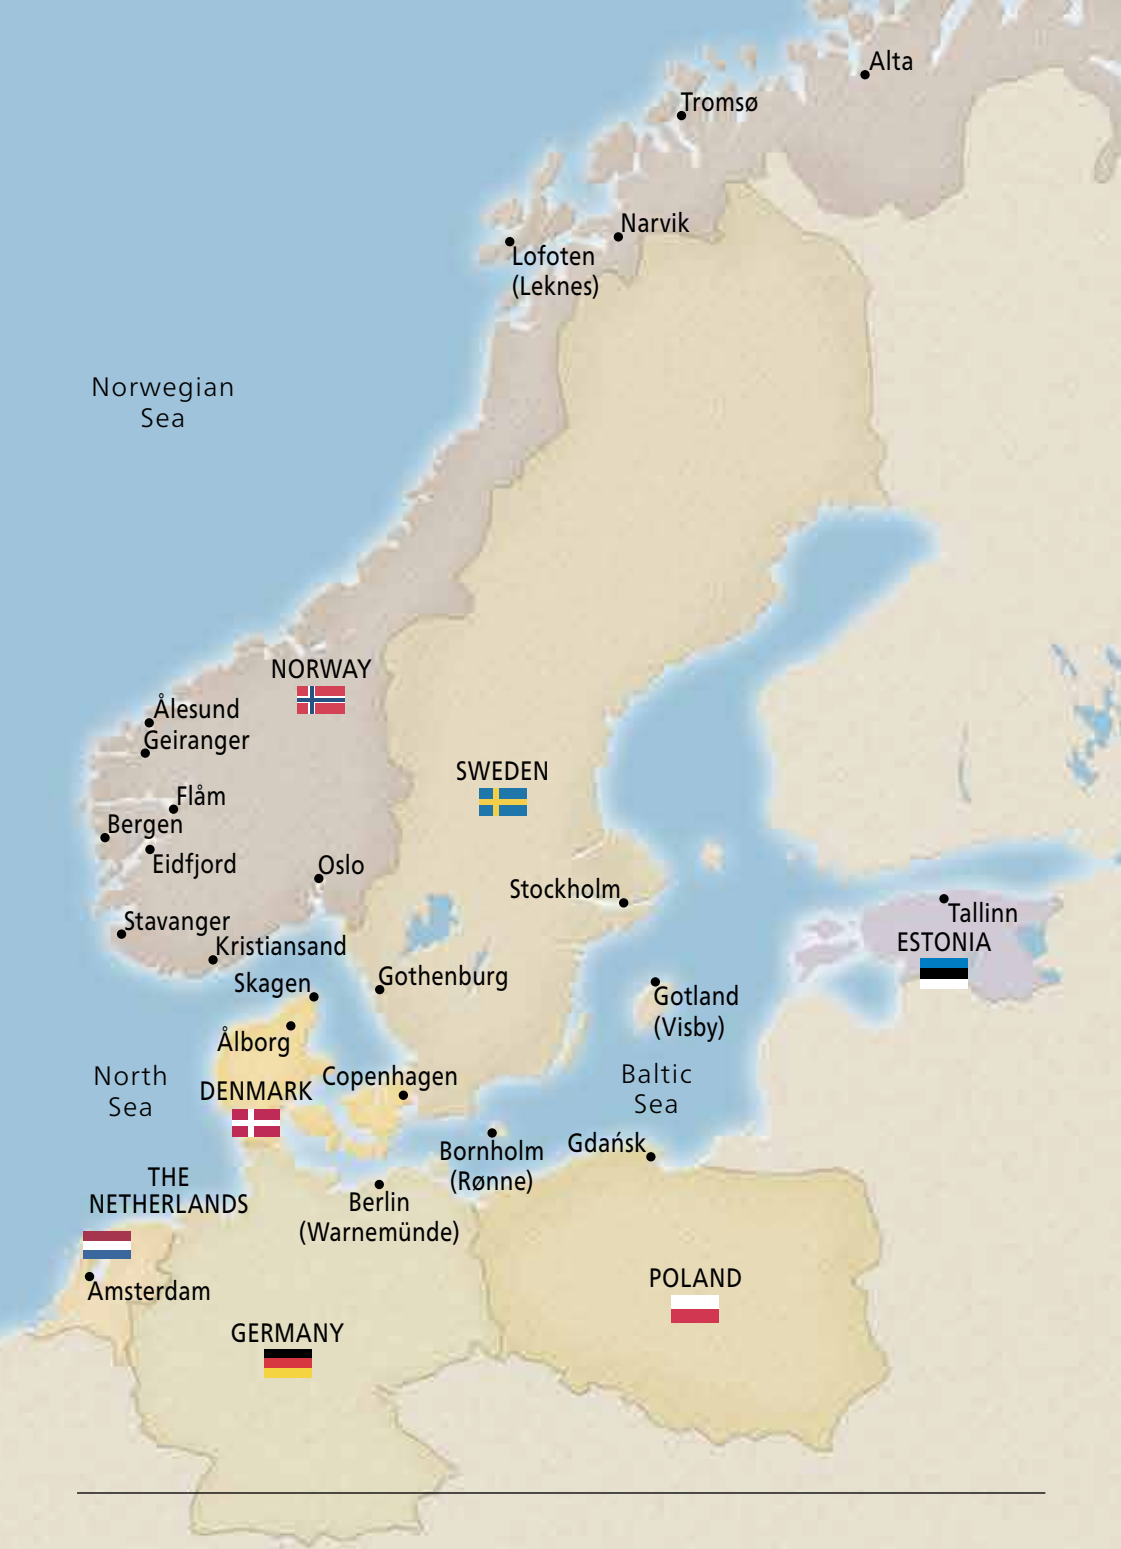 Alta
Tromsø
Narvik
Lofoten
(Leknes)
Norwegian
Sea
NORWAY
Ålesund
Geiranger
SWEDEN
Flåm
Bergen
Eidfjord
Oslo
Stockholm
Stavanger
Tallinn
Kristiansand
ESTONIA
Skagen
Gothenburg
Gotland
(Visby)
Ålborg
North
Sea
Copenhagen
Baltic
Sea
DENMARK
Bornholm
(Rønne)
Gdańsk
THE
NETHERLANDS
Berlin
(Warnemünde)
Amsterdam
POLAND
GERMANY